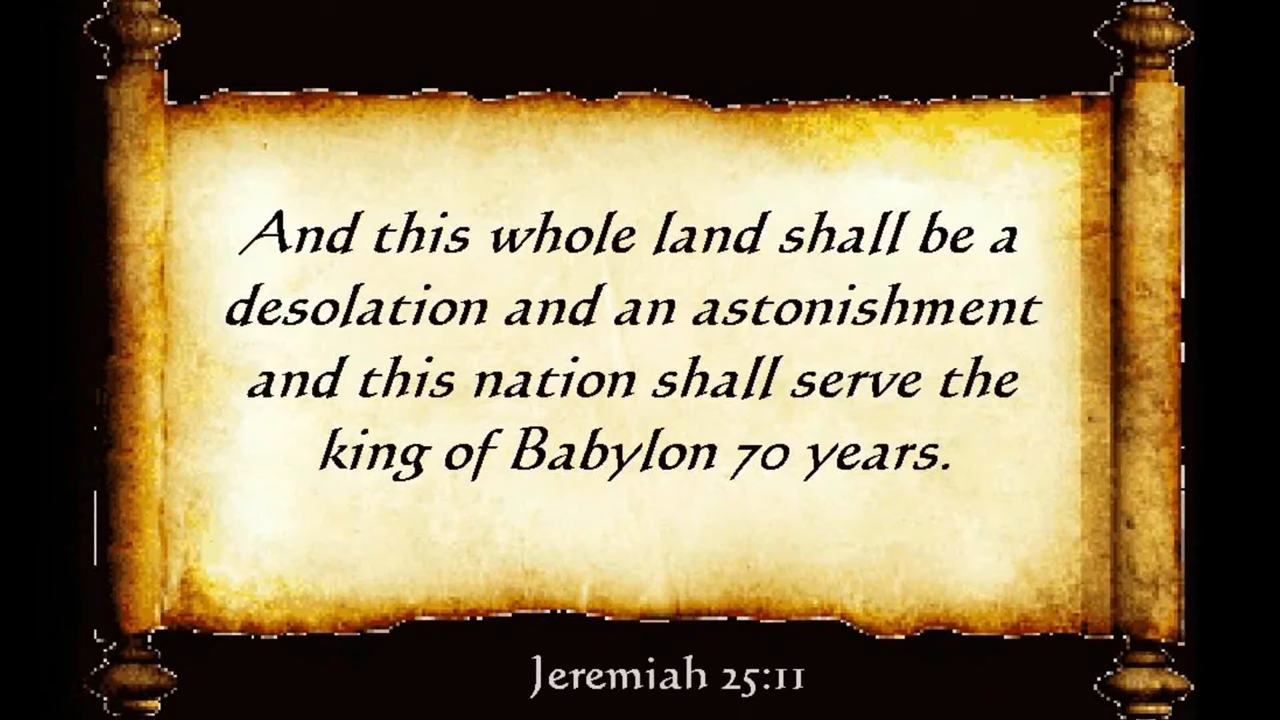 And this whole land shall be a
desolation and an astonishment
and this nation shall serve the
king of Babylon 70 years.
Jeremiah 25:11